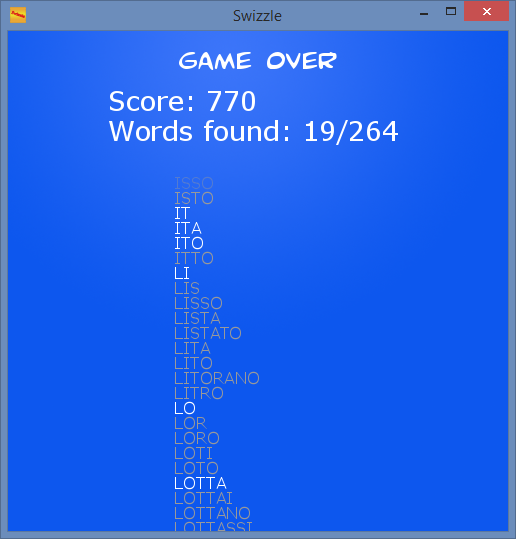 Swizzle
GAME OVER
Score: 770
Words found: 19/264
ISSO
ISTO
IT
ITA
ITO
ITTO
LI
LIS
LISSO
LISTA
LISTATO
LITA
LITO
LITORANO
LITRO
LO
LOR
LORO
LOTI
LOTO
LOTTA
LOTTAI
LOTTANO
LOTTASSI